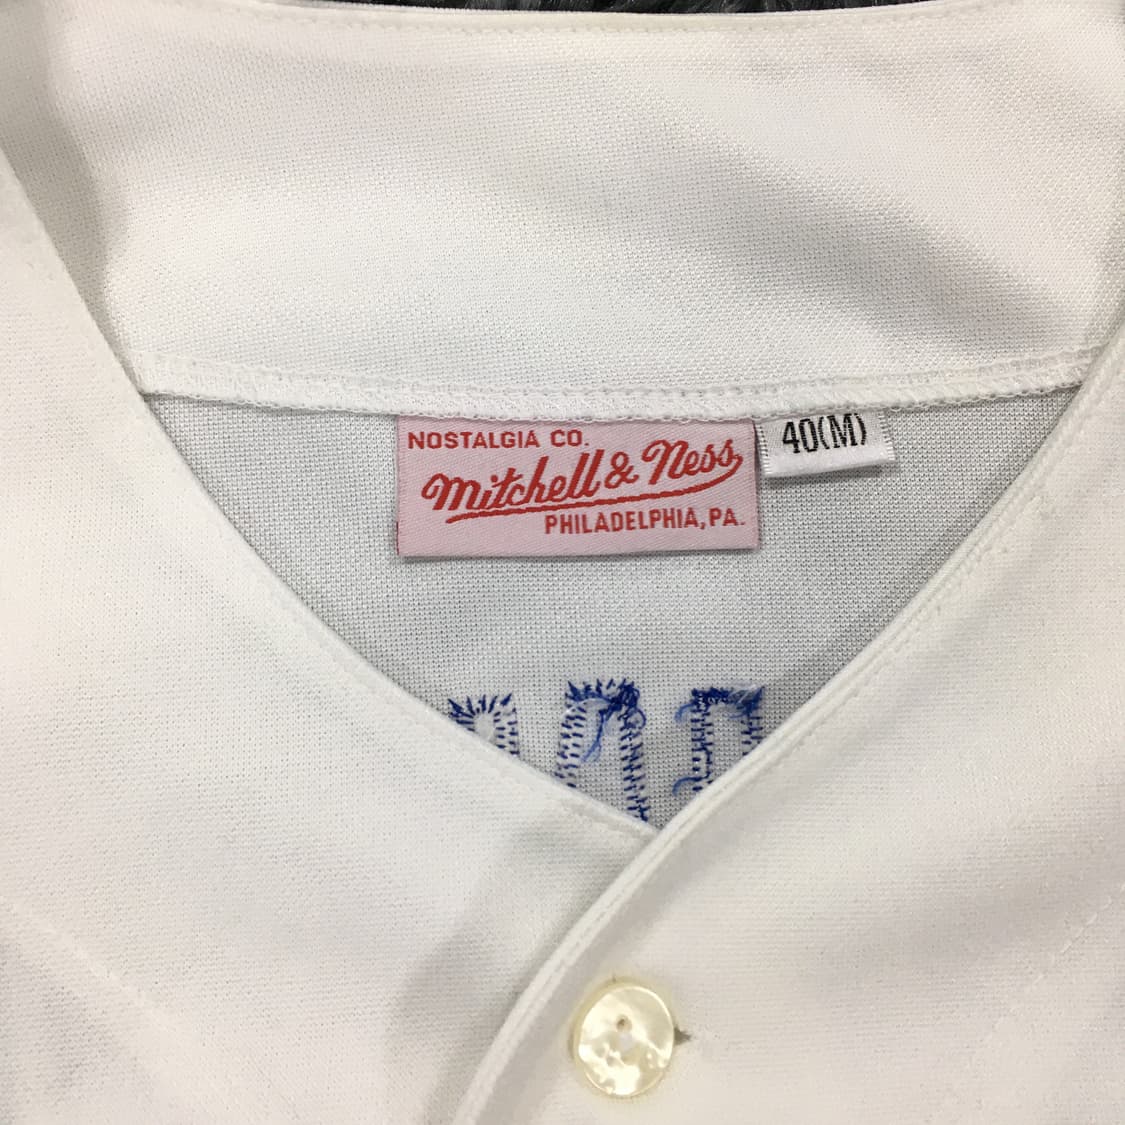 NOSTALGIA CO.
Mitchell & Ness
PHILADELPHIA, PA.
40(M)